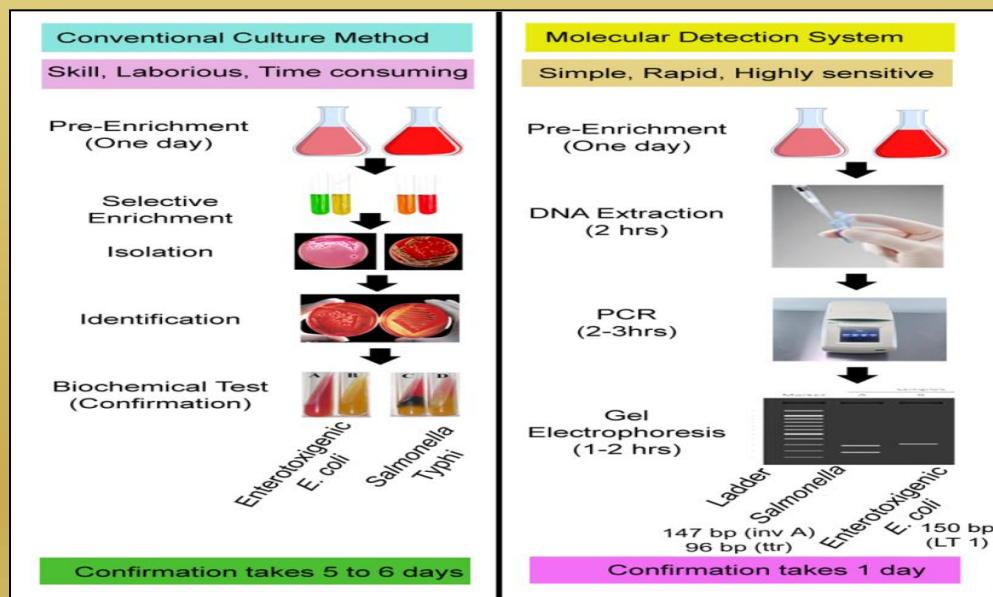 Conventional Culture Method
Skill, Laborious, Time consuming
Pre-Enrichment
(One day)
Selective
Enrichment
Isolation
Identification
Biochemical Test
(Confirmation)
A B C D
Enterotoxigenic
E. coli
Salmonella
Typhi
Confirmation takes 5 to 6 days
Molecular Detection System
Simple, Rapid, Highly sensitive
Pre-Enrichment
(One day)
DNA Extraction
(2 hrs)
PCR
(2-3hrs)
Gel
Electrophoresis
(1-2 hrs)
Marker A B
Ladder
Salmonella
147 bp (inv A)
96 bp (ttr)
Enterotoxigenic
E. coli
150 bp
(LT 1)
Confirmation takes 1 day